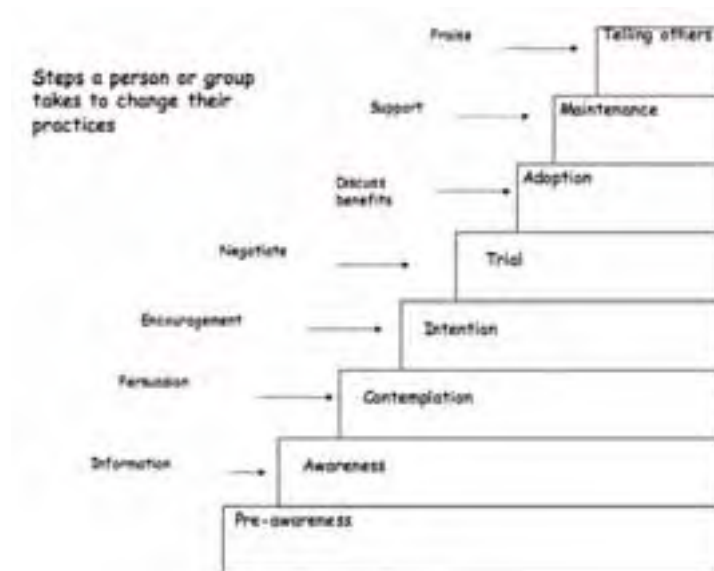 Steps a person or group
takes to change their
practices
Praise
Telling others
Support
Maintenance
Discuss
benefits
Adoption
Negotiate
Trial
Encouragement
Intention
Persuasion
Contemplation
Information
Awareness
Pre-awareness